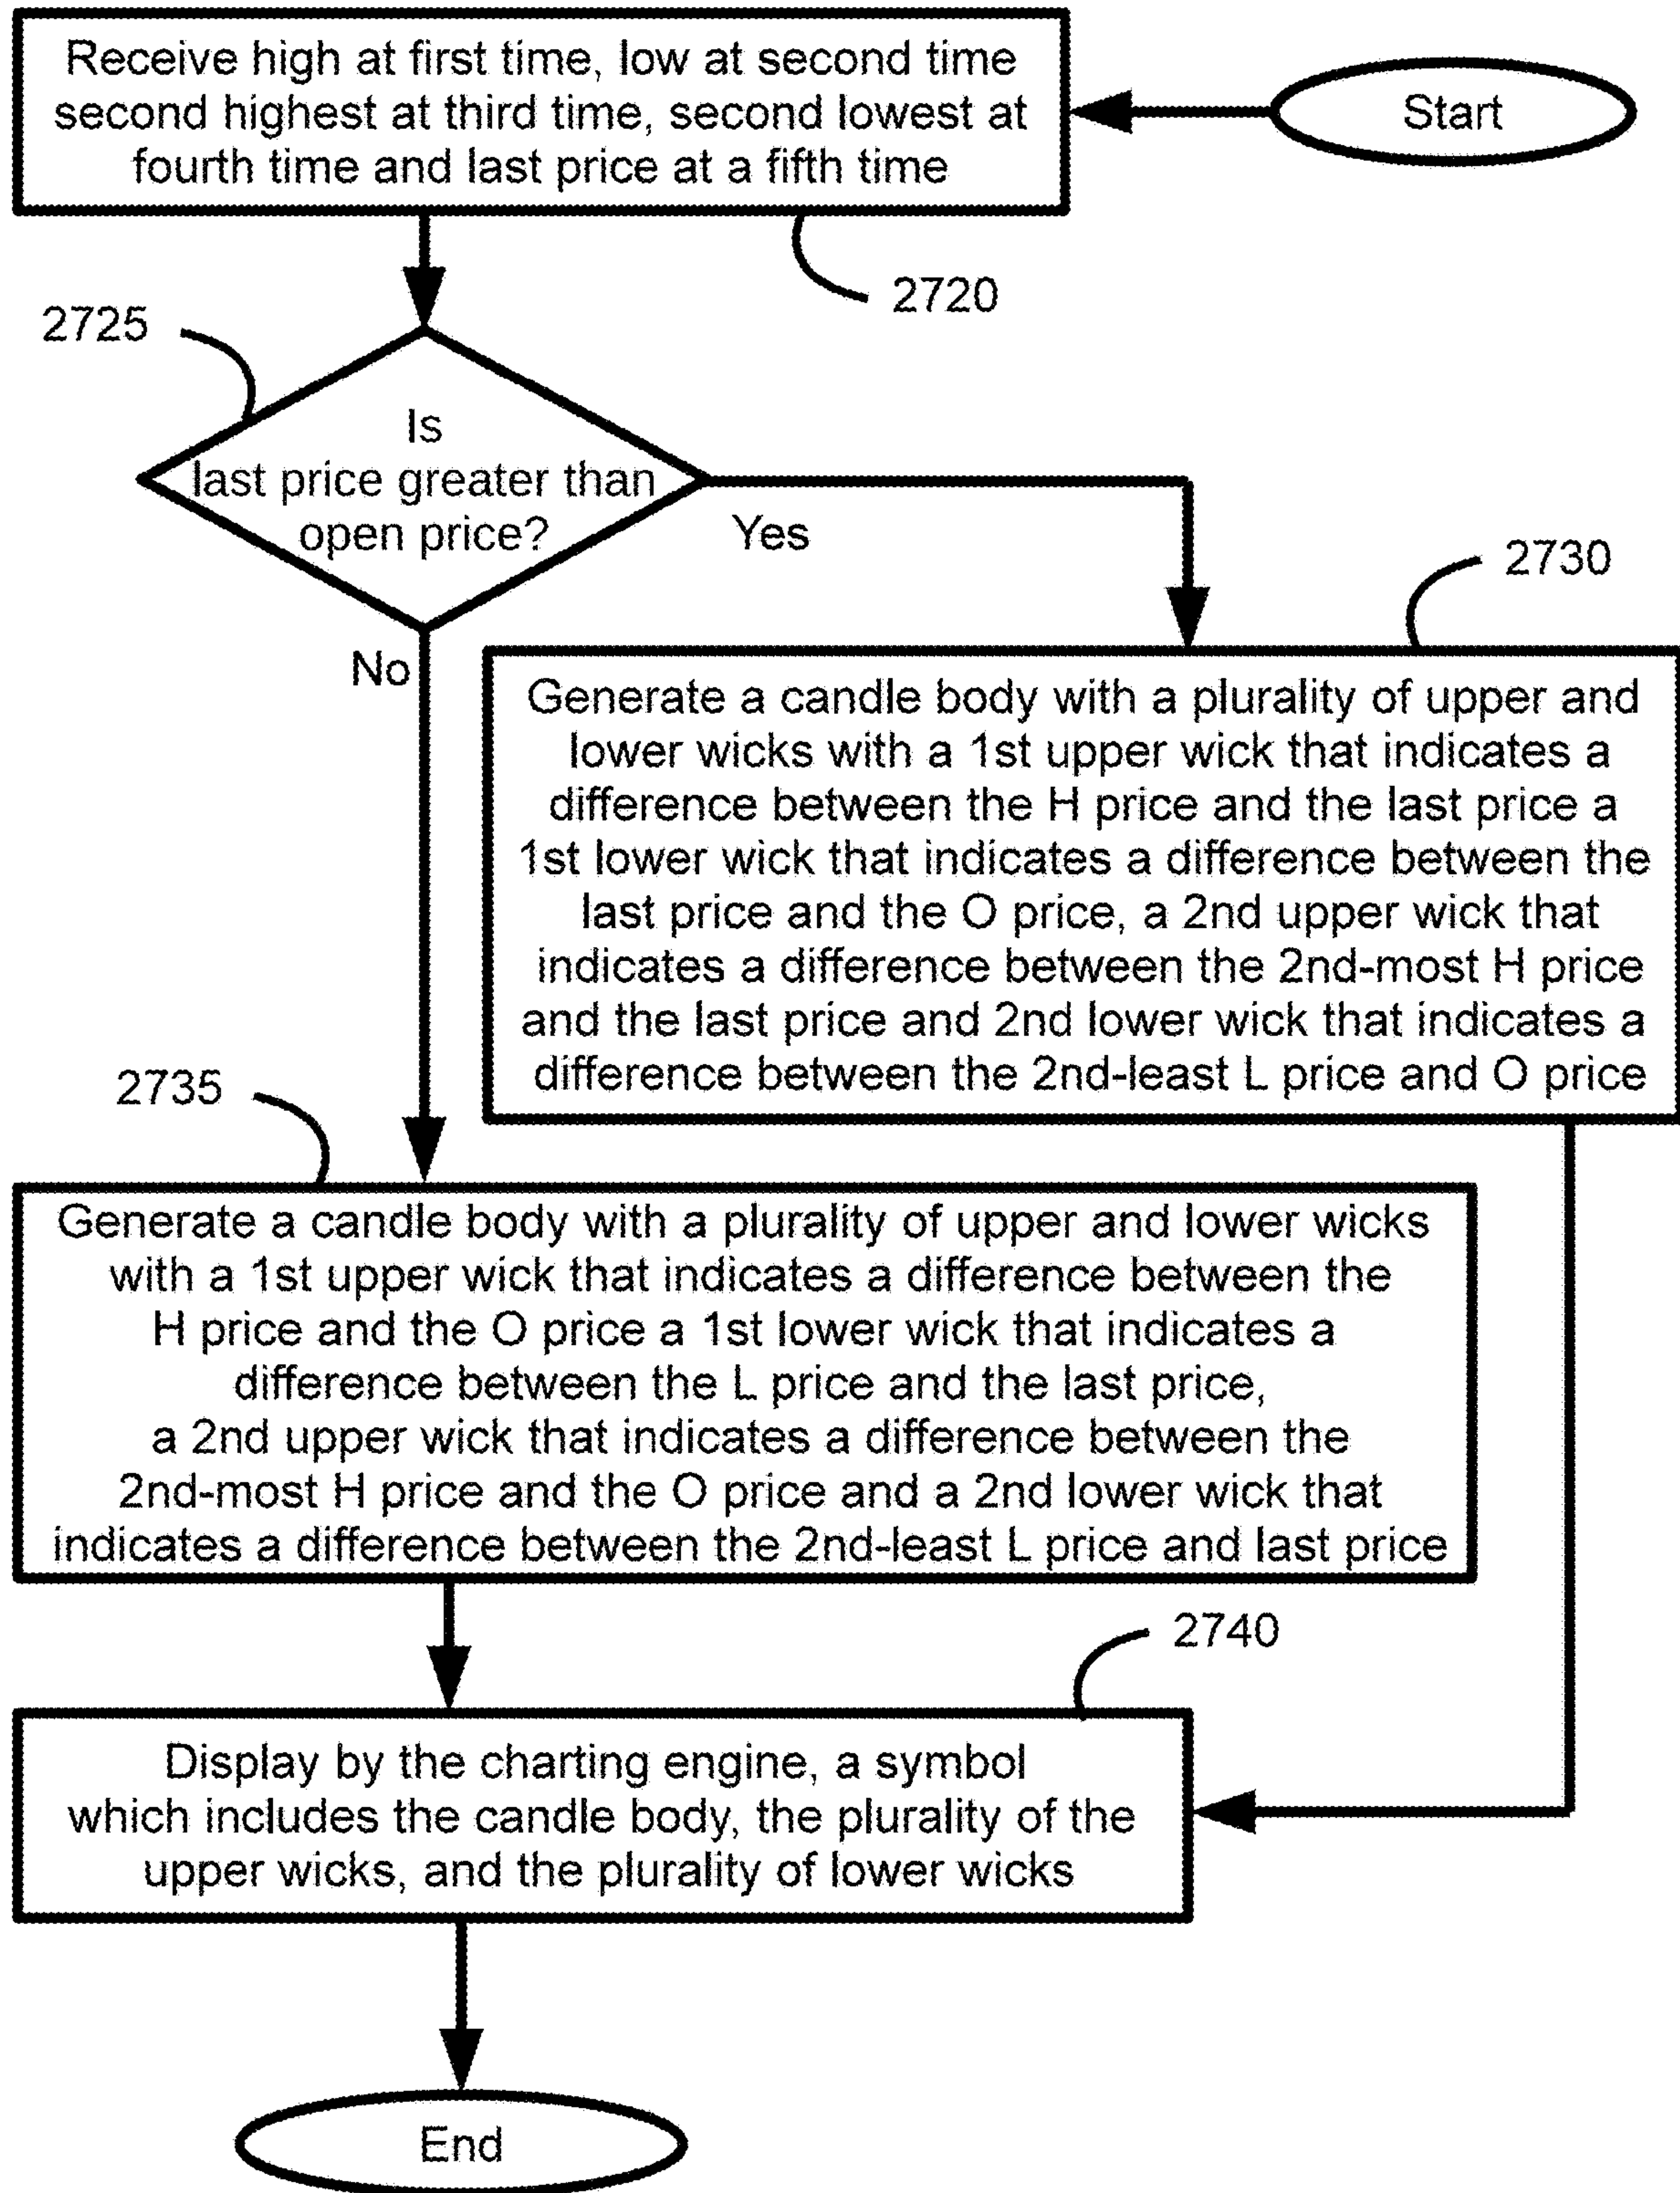 Receive high at first time, low at second time
second highest at third time, second lowest at
fourth time and last price at a fifth time
Start
2720
2725
Is
last price greater than
open price?
Yes
No
2730
Generate a candle body with a plurality of upper and
lower wicks with a 1st upper wick that indicates a
difference between the H price and the last price a
1st lower wick that indicates a difference between the
last price and the O price, a 2nd upper wick that
indicates a difference between the 2nd-most H price
and the last price and 2nd lower wick that indicates a
difference between the 2nd-least L price and O price
2735
Generate a candle body with a plurality of upper and lower wicks
with a 1st upper wick that indicates a difference between the
H price and the O price a 1st lower wick that indicates a
difference between the L price and the last price,
a 2nd upper wick that indicates a difference between the
2nd-most H price and the O price and a 2nd lower wick that
indicates a difference between the 2nd-least L price and last price
2740
Display by the charting engine, a symbol
which includes the candle body, the plurality of the
upper wicks, and the plurality of lower wicks
End